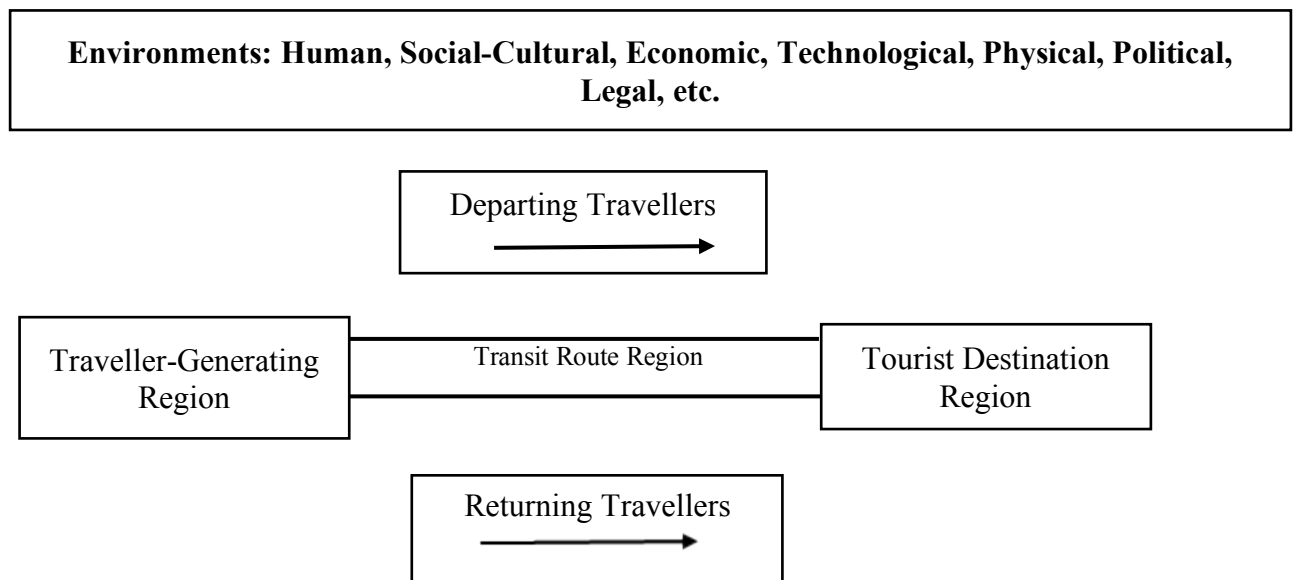 Environments: Human, Social-Cultural, Economic, Technological, Physical, Political,
Legal, etc.
Departing Travellers
Traveller-Generating
Region
Transit Route Region
Tourist Destination
Region
Returning Travellers